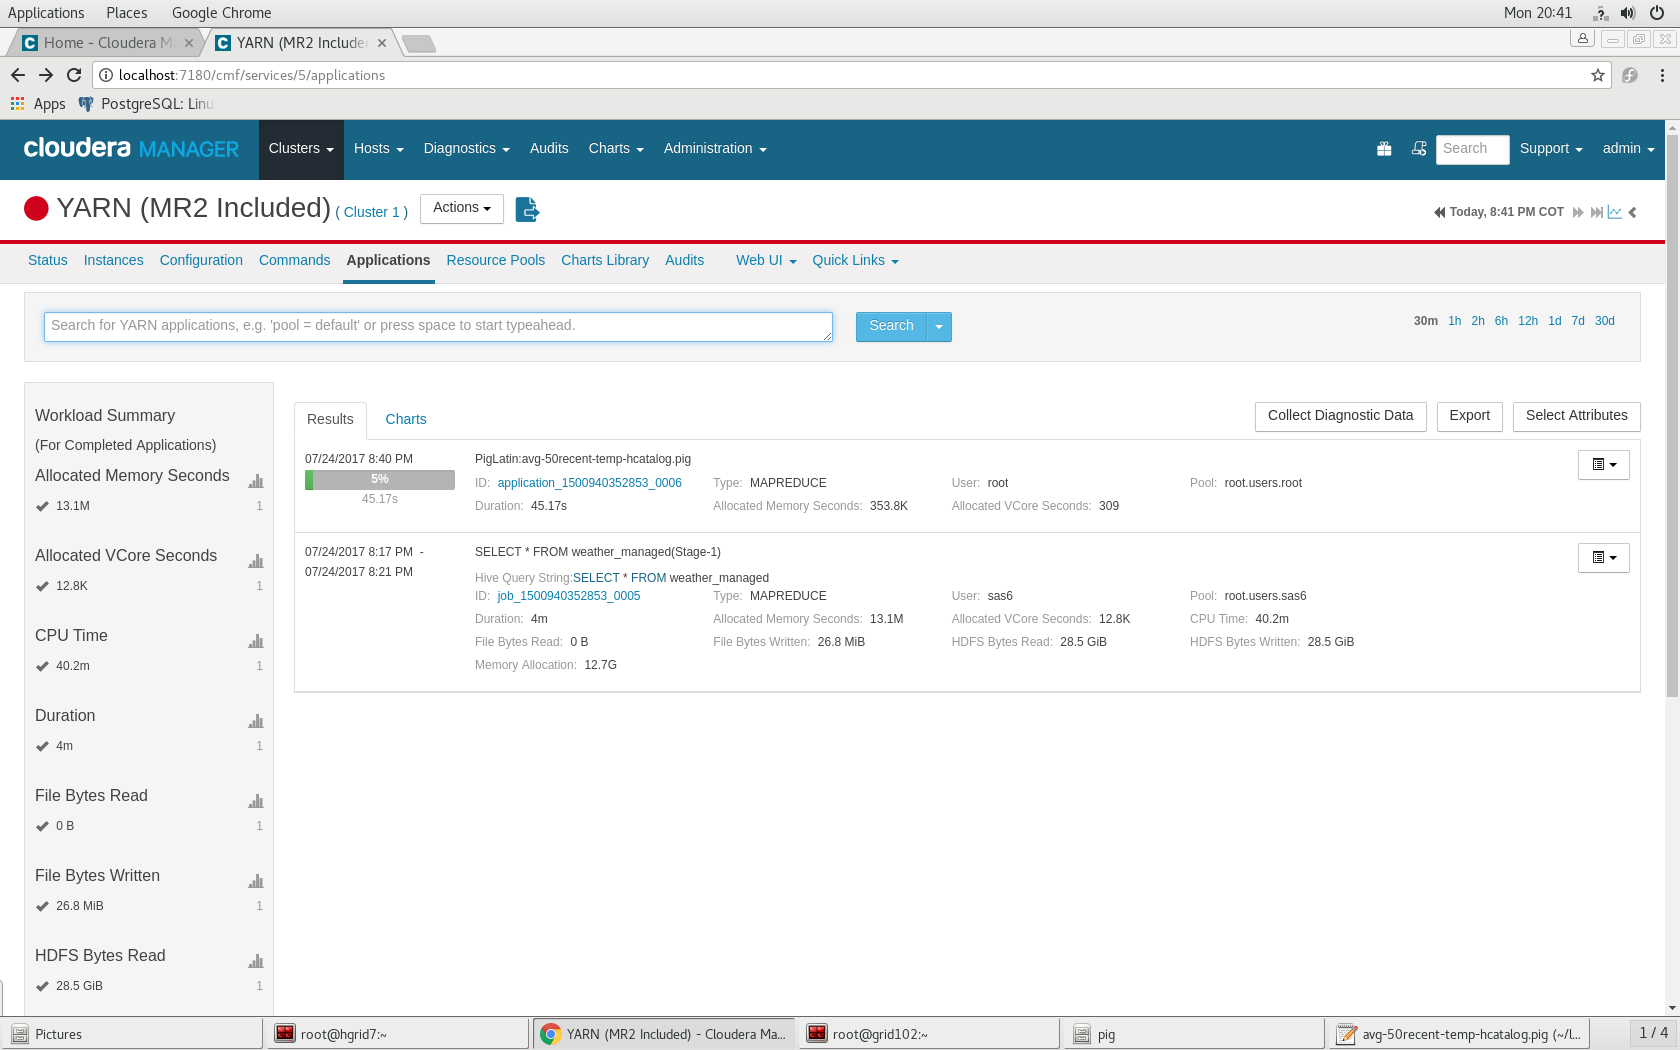 Applications Places Google Chrome Mon 20:41
Home - Cloudera M YARN (MR2 Include
localhost:7180/cmf/services/5/applications
Apps PostgreSQL: Linu
cloudera MANAGER Clusters Hosts Diagnostics Audits Charts Administration Search Support admin
YARN (MR2 Included) ( Cluster 1 ) Actions Today, 8:41 PM COT
Status Instances Configuration Commands Applications Resource Pools Charts Library Audits Web UI Quick Links
Search for YARN applications, e.g. 'pool = default' or press space to start typeahead. Search 30m 1h 2h 6h 12h 1d 7d 30d
Workload Summary
(For Completed Applications)
Allocated Memory Seconds
13.1M 1
Allocated VCore Seconds
12.8K 1
CPU Time
40.2m 1
Duration
4m 1
File Bytes Read
0 B 1
File Bytes Written
26.8 MiB 1
HDFS Bytes Read
28.5 GiB 1
Results Charts Collect Diagnostic Data Export Select Attributes
07/24/2017 8:40 PM
5%
45.17s
PigLatin:avg-50recent-temp-hcatalog.pig
ID: application_1500940352853_0006 Type: MAPREDUCE User: root Pool: root.users.root
Duration: 45.17s Allocated Memory Seconds: 353.8K Allocated VCore Seconds: 309
07/24/2017 8:17 PM -
07/24/2017 8:21 PM
SELECT * FROM weather_managed(Stage-1)
Hive Query String:SELECT * FROM weather_managed
ID: job_1500940352853_0005 Type: MAPREDUCE User: sas6 Pool: root.users.sas6
Duration: 4m Allocated Memory Seconds: 13.1M Allocated VCore Seconds: 12.8K CPU Time: 40.2m
File Bytes Read: 0 B File Bytes Written: 26.8 MiB HDFS Bytes Read: 28.5 GiB HDFS Bytes Written: 28.5 GiB
Memory Allocation: 12.7G
Pictures root@hgrid7:~ YARN (MR2 Included) - Cloudera Ma... root@grid102:~ pig avg-50recent-temp-hcatalog.pig (~/l... 1 / 4